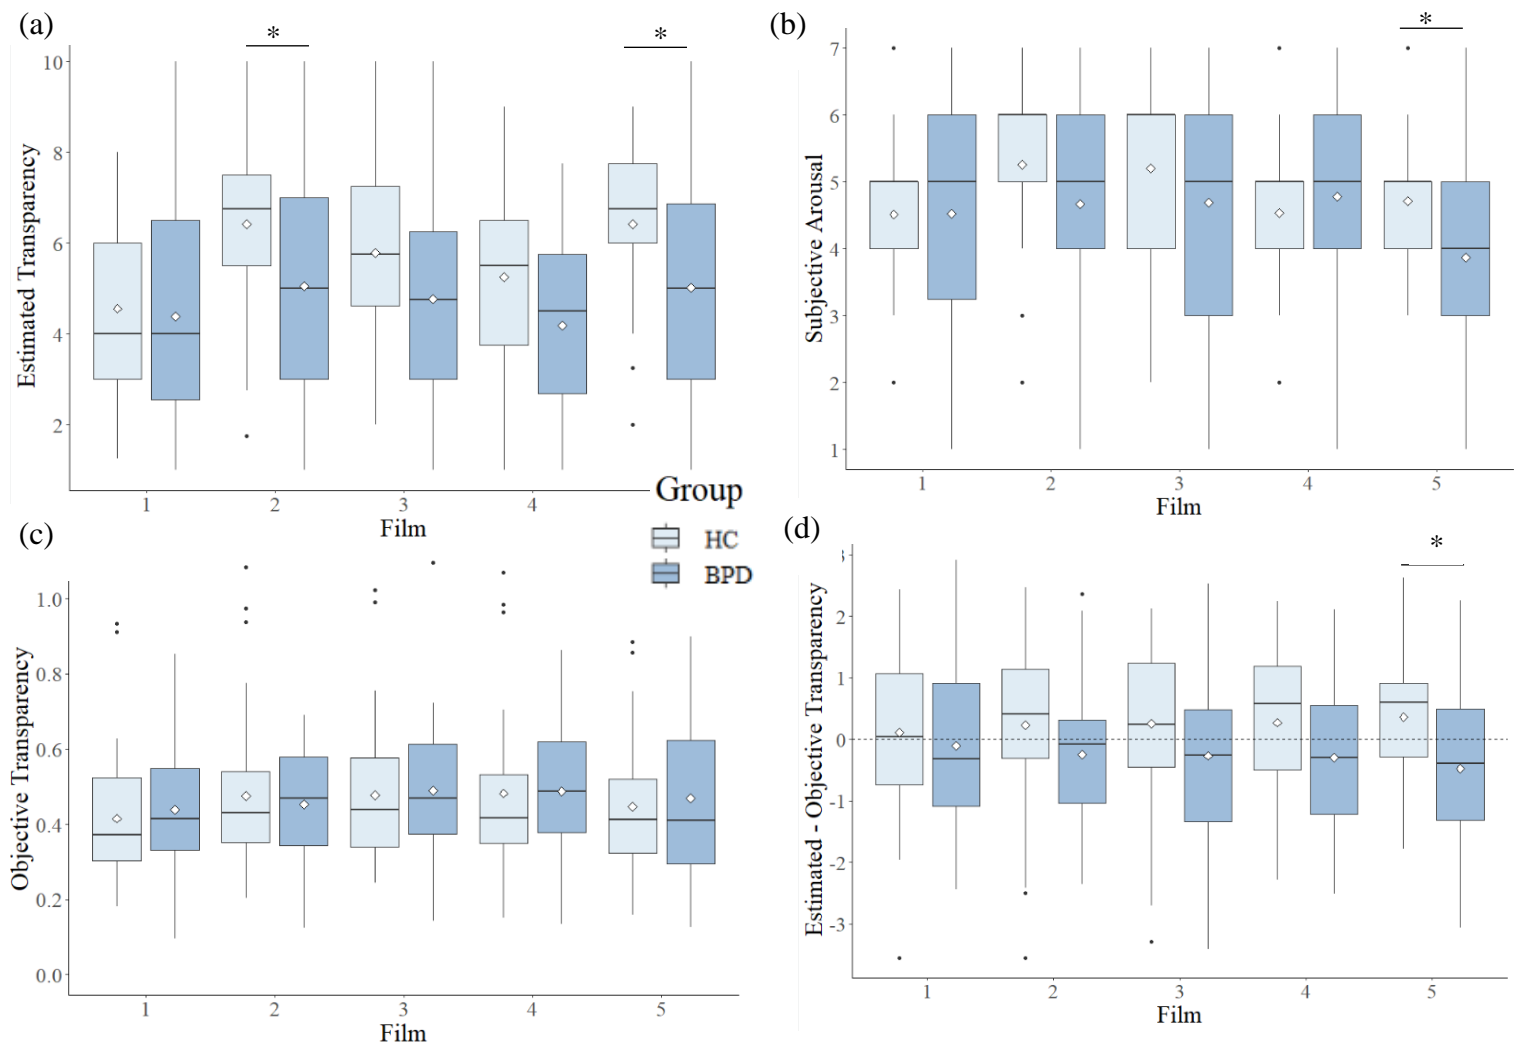 (a)
*
*
Estimated Transparency
10
8
6
4
2
1 2 3 4
Film
(b)
*
Subjective Arousal
7
6
5
4
3
2
1
1 2 3 4 5
Film
Group
HC
BPD
(c)
Objective Transparency
1.0
0.8
0.6
0.4
0.2
0.0
1 2 3 4 5
Film
(d)
*
Estimated - Objective Transparency
2
1
0
-1
-2
-3
1 2 3 4 5
Film